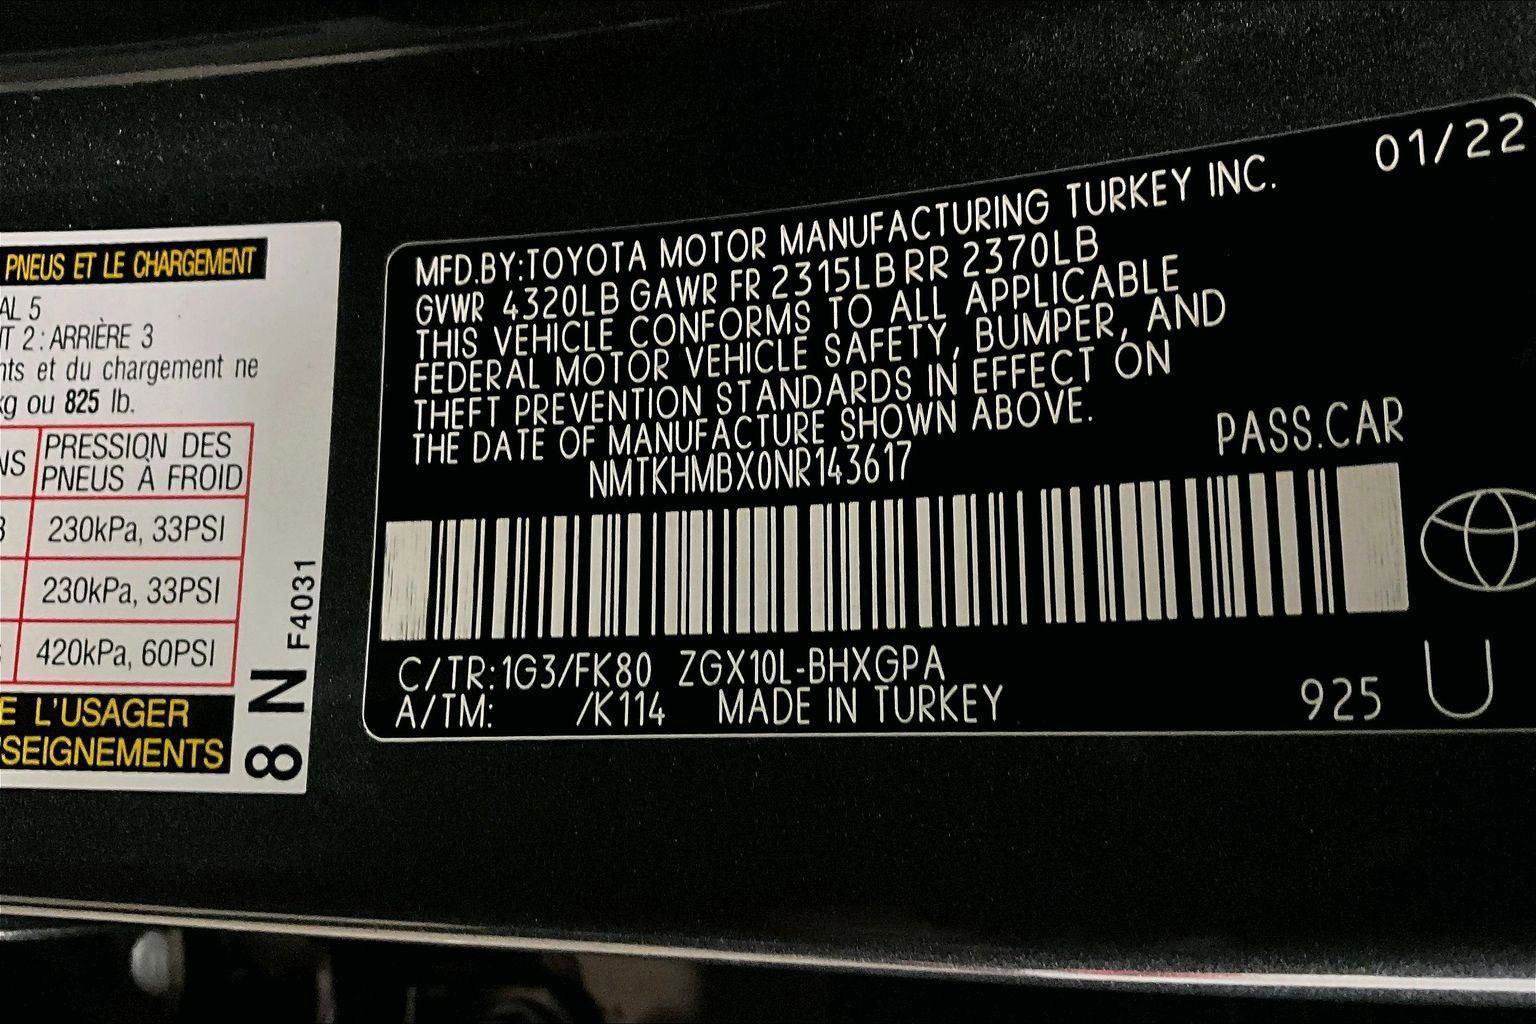 PNEUS ET LE CHARGEMENT
AL 5
T 2 : ARRIÈRE 3
nts et du chargement ne
kg ou 825 lb.
NS PRESSION DES
PNEUS À FROID
230kPa, 33PSI
230kPa, 33PSI
420kPa, 60PSI
E L'USAGER
SEIGNEMENTS
8 N F4031
01/22
MFD.BY:TOYOTA MOTOR MANUFACTURING TURKEY INC.
GVWR 4320LB GAWR FR 2315LB RR 2370LB
THIS VEHICLE CONFORMS TO ALL APPLICABLE
FEDERAL MOTOR VEHICLE SAFETY, BUMPER, AND
THEFT PREVENTION STANDARDS IN EFFECT ON
THE DATE OF MANUFACTURE SHOWN ABOVE.
NMTKHMBX0NR143617
PASS.CAR
C/TR:1G3/FK80 ZGX10L-BHXGPA
A/TM: /K114 MADE IN TURKEY
925 U